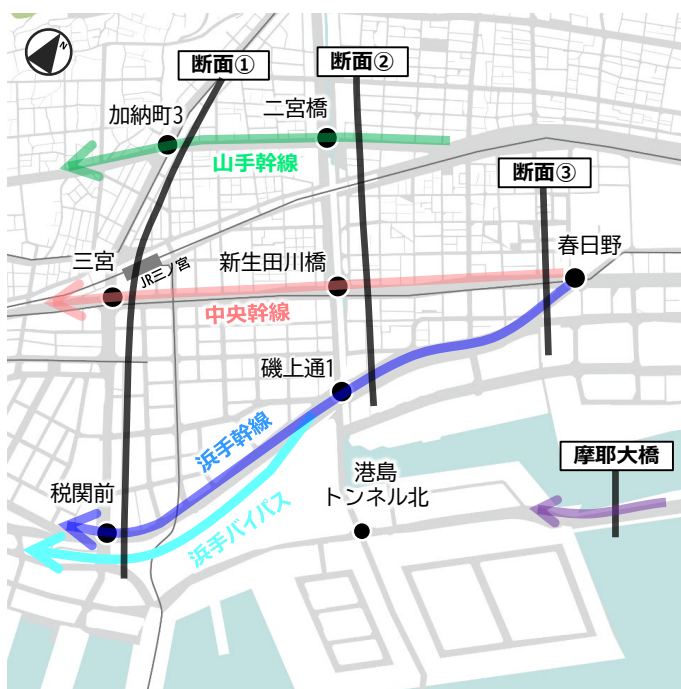 N
断面①
断面②
加納町3
二宮橋
山手幹線
断面③
春日野
三宮
JR三ノ宮
新生田川橋
中央幹線
磯上通1
浜手幹線
摩耶大橋
港島
トンネル北
税関前
浜手バイパス